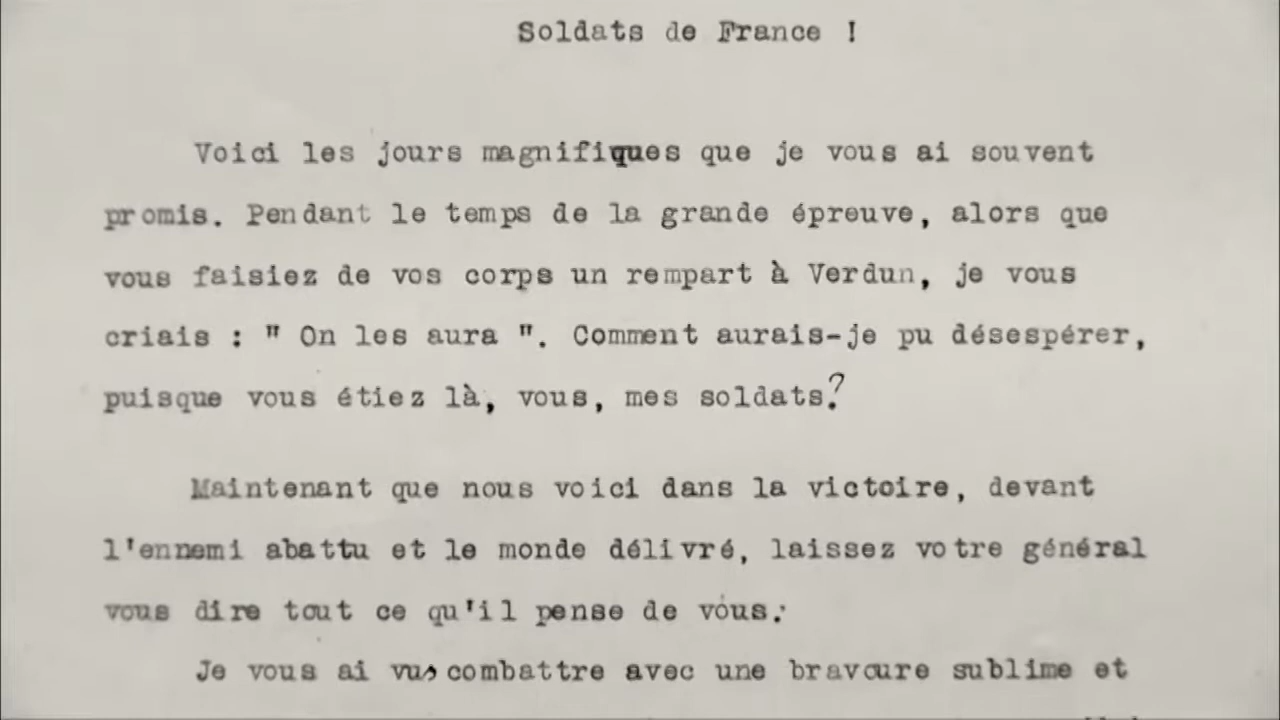 Soldats de France !
Voici les jours magnifiques que je vous ai souvent
promis. Pendant le temps de la grande épreuve, alors que
vous faisiez de vos corps un rempart à Verdun, je vous
criais : " On les aura ". Comment aurais-je pu désespérer,
puisque vous étiez là, vous, mes soldats?
Maintenant que nous voici dans la victoire, devant
l'ennemi abattu et le monde délivré, laissez votre général
vous dire tout ce qu'il pense de vous:
Je vous ai vus combattre avec une bravoure sublime et